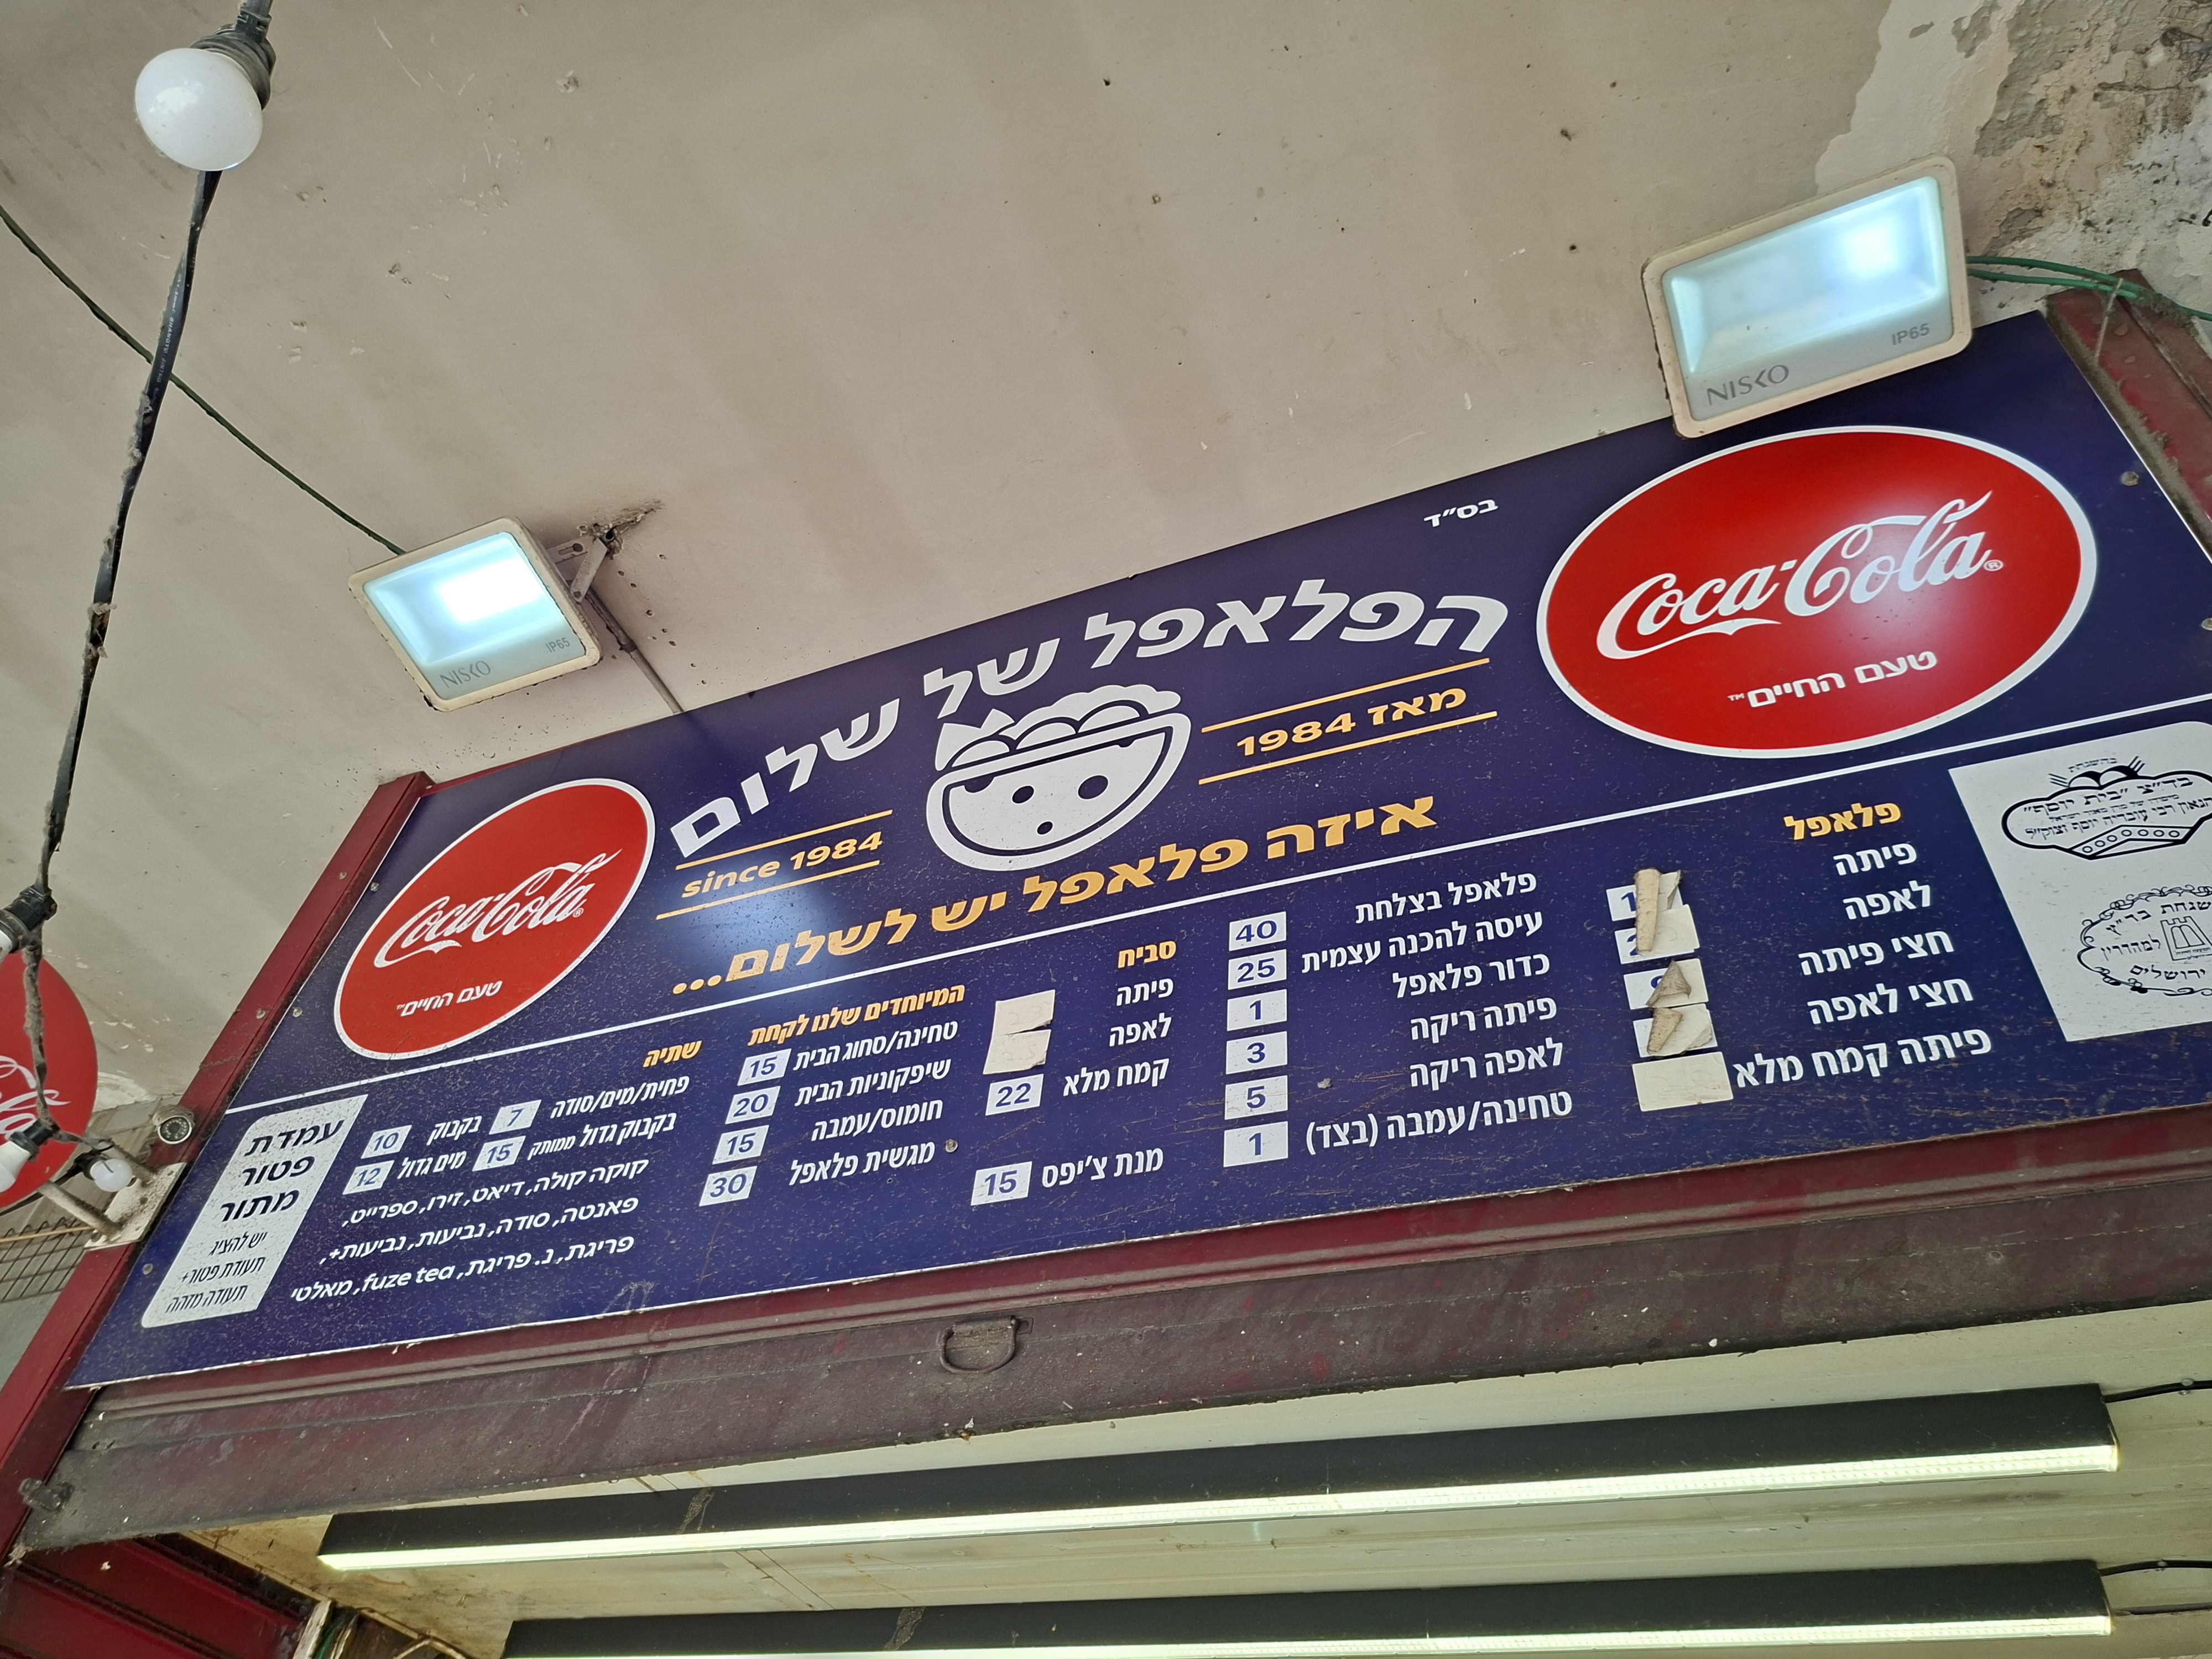 בס״ד
הפלאפל של שלום
מאז 1984
since 1984
איזה פלאפל יש לשלום...
Coca-Cola
טעם החיים
Coca-Cola
טעם החיים
NISKO IP65
NISKO IP65
בד״צ ״בית יוסף״
למהדרין
ירושלים
פלאפל
פיתה
לאפה
חצי פיתה
חצי לאפה
פיתה קמח מלא
פלאפל בצלחת 40
עיסה להכנה עצמית 25
כדור פלאפל 1
פיתה ריקה 3
לאפה ריקה 5
טחינה/עמבה (בצד) 1
סביח
פיתה
לאפה
קמח מלא 22
מנת צ׳יפס 15
המיוחדים שלנו לקחת
טחינה/סחוג הבית 15
שיפקוניות הבית 20
חומוס/עמבה 15
מגשית פלאפל 30
שתיה
פחית/מים/סודה 7 בקבוק 10
בקבוק גדול ממותק 15 מים גדול 12
קוקה קולה, דיאט, זירו, ספרייט,
פאנטה, סודה, נביעות, נביעות+,
פריגת, נ. פריגת, fuze tea, מאלטי
עמדת
פטור
מתור
יש להציג
תעודת פטור+
תעודה מזהה